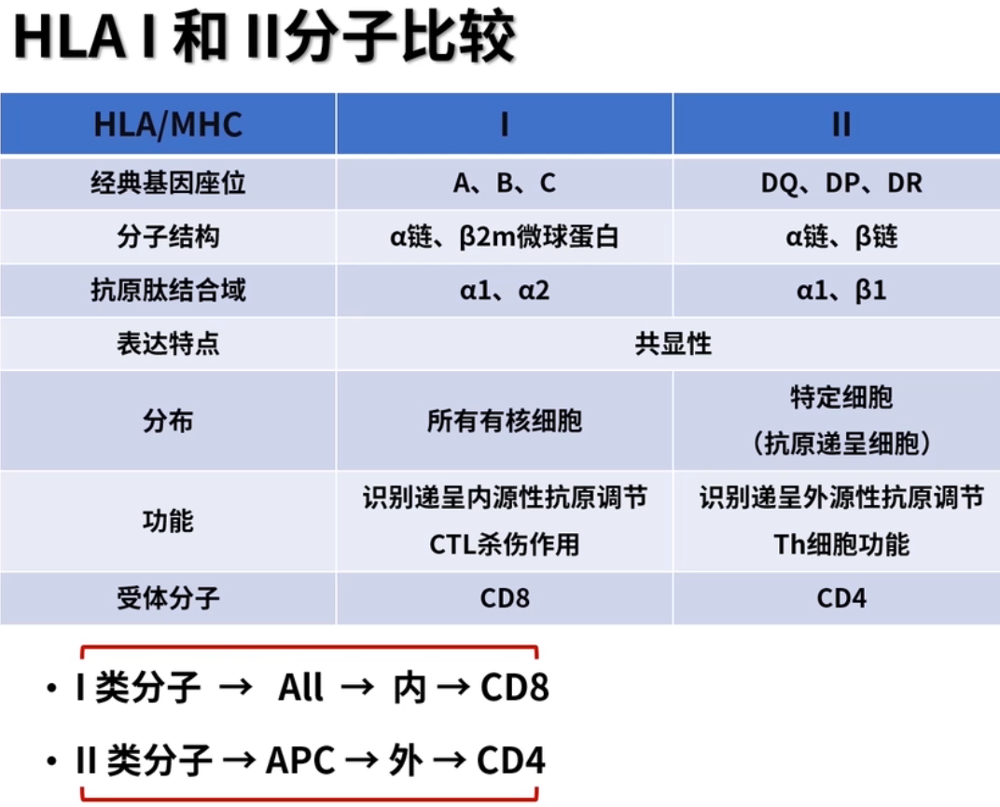 HLA I 和 II分子比较
HLA/MHC I II
经典基因座位 A、B、C DQ、DP、DR
分子结构 α链、β2m微球蛋白 α链、β链
抗原肽结合域 α1、α2 α1、β1
表达特点 共显性
分布 所有有核细胞 特定细胞
（抗原递呈细胞）
功能 识别递呈内源性抗原调节 识别递呈外源性抗原调节
CTL杀伤作用 Th细胞功能
受体分子 CD8 CD4
• I 类分子 → All → 内 → CD8
• II 类分子 → APC → 外 → CD4